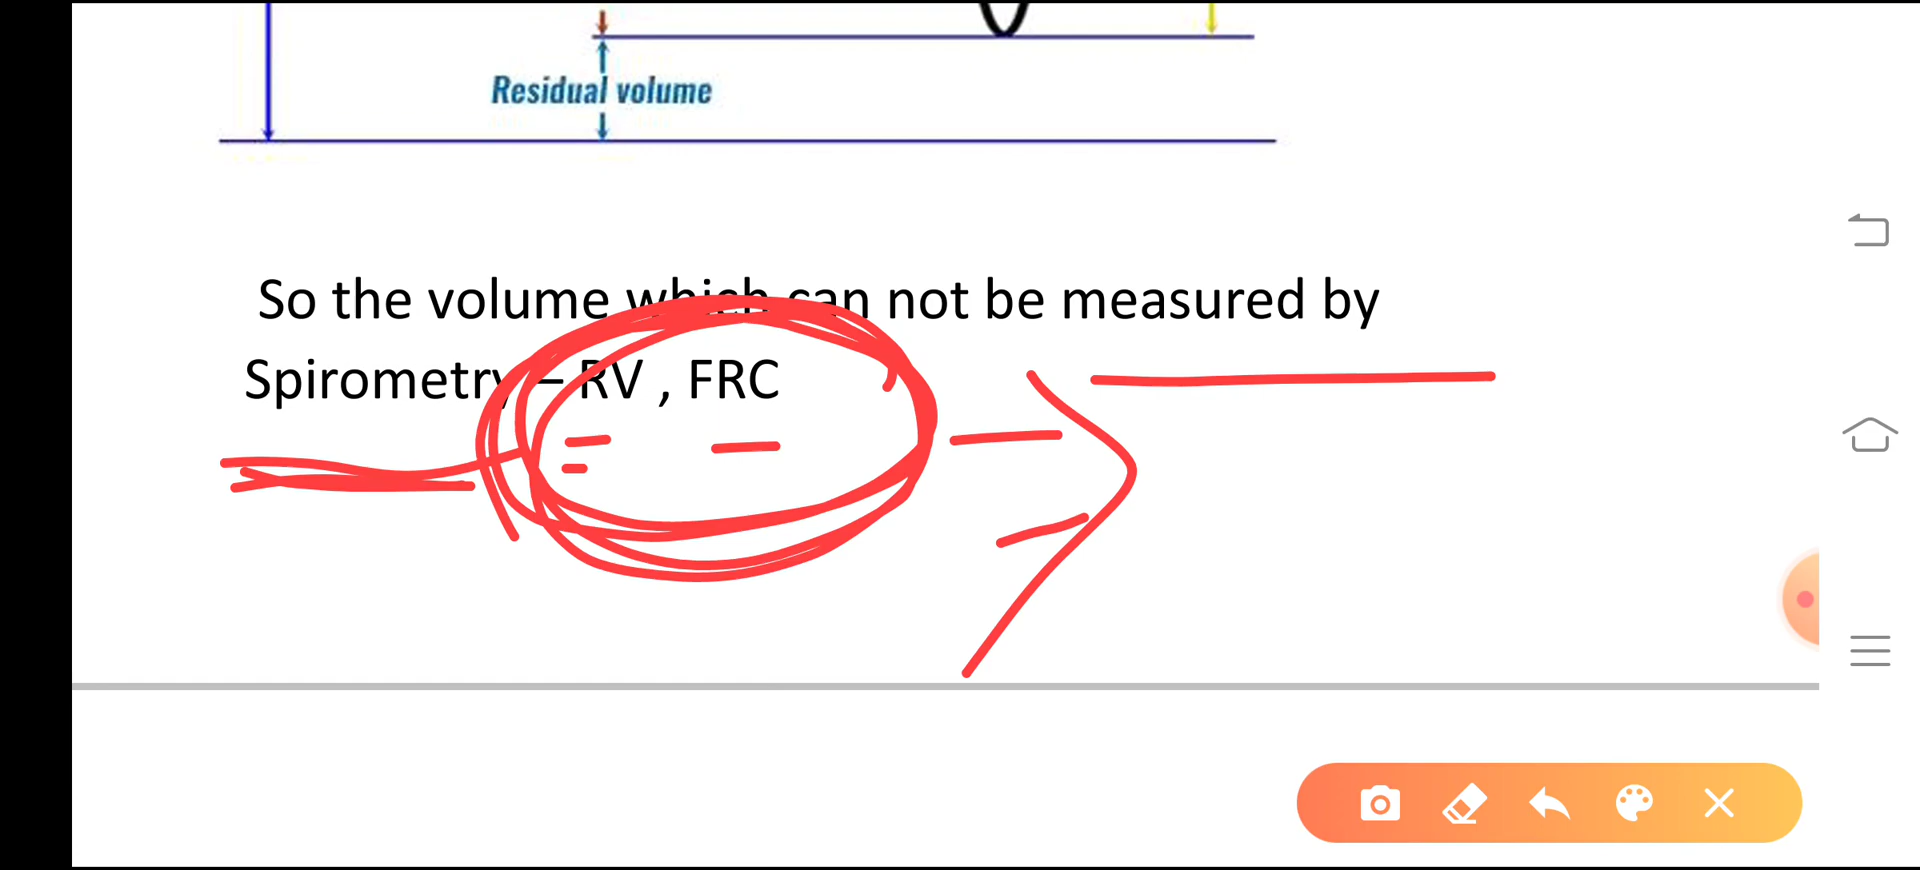 Residual volume
So the volume which can not be measured by
Spirometry – RV , FRC